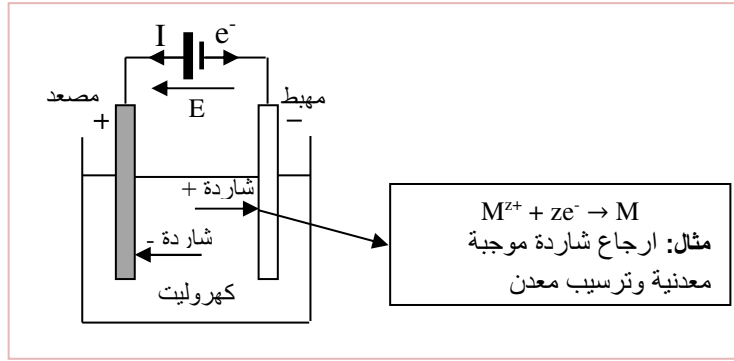 I e-
E
مصعد
+
مهبط
−
شاردة +
شاردة -
كهروليت
Mᶻ⁺ + ze⁻ → M
مثال: ارجاع شاردة موجبة
معدنية وترسيب معدن